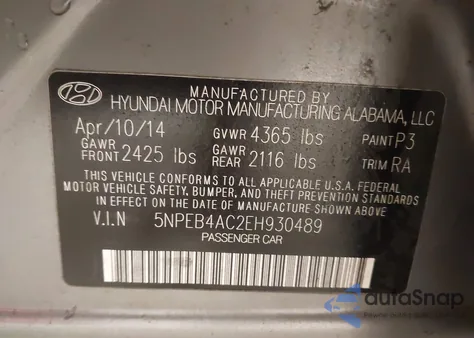 MANUFACTURED BY
HYUNDAI MOTOR MANUFACTURING ALABAMA, LLC
Apr/10/14 GVWR 4365 lbs PAINT P3
GAWR FRONT 2425 lbs GAWR REAR 2116 lbs TRIM RA
THIS VEHICLE CONFORMS TO ALL APPLICABLE U.S.A. FEDERAL
MOTOR VEHICLE SAFETY, BUMPER, AND THEFT PREVENTION STANDARDS
IN EFFECT ON THE DATE OF MANUFACTURE SHOWN ABOVE
V.I.N 5NPEB4AC2EH930489
PASSENGER CAR
autoSnap